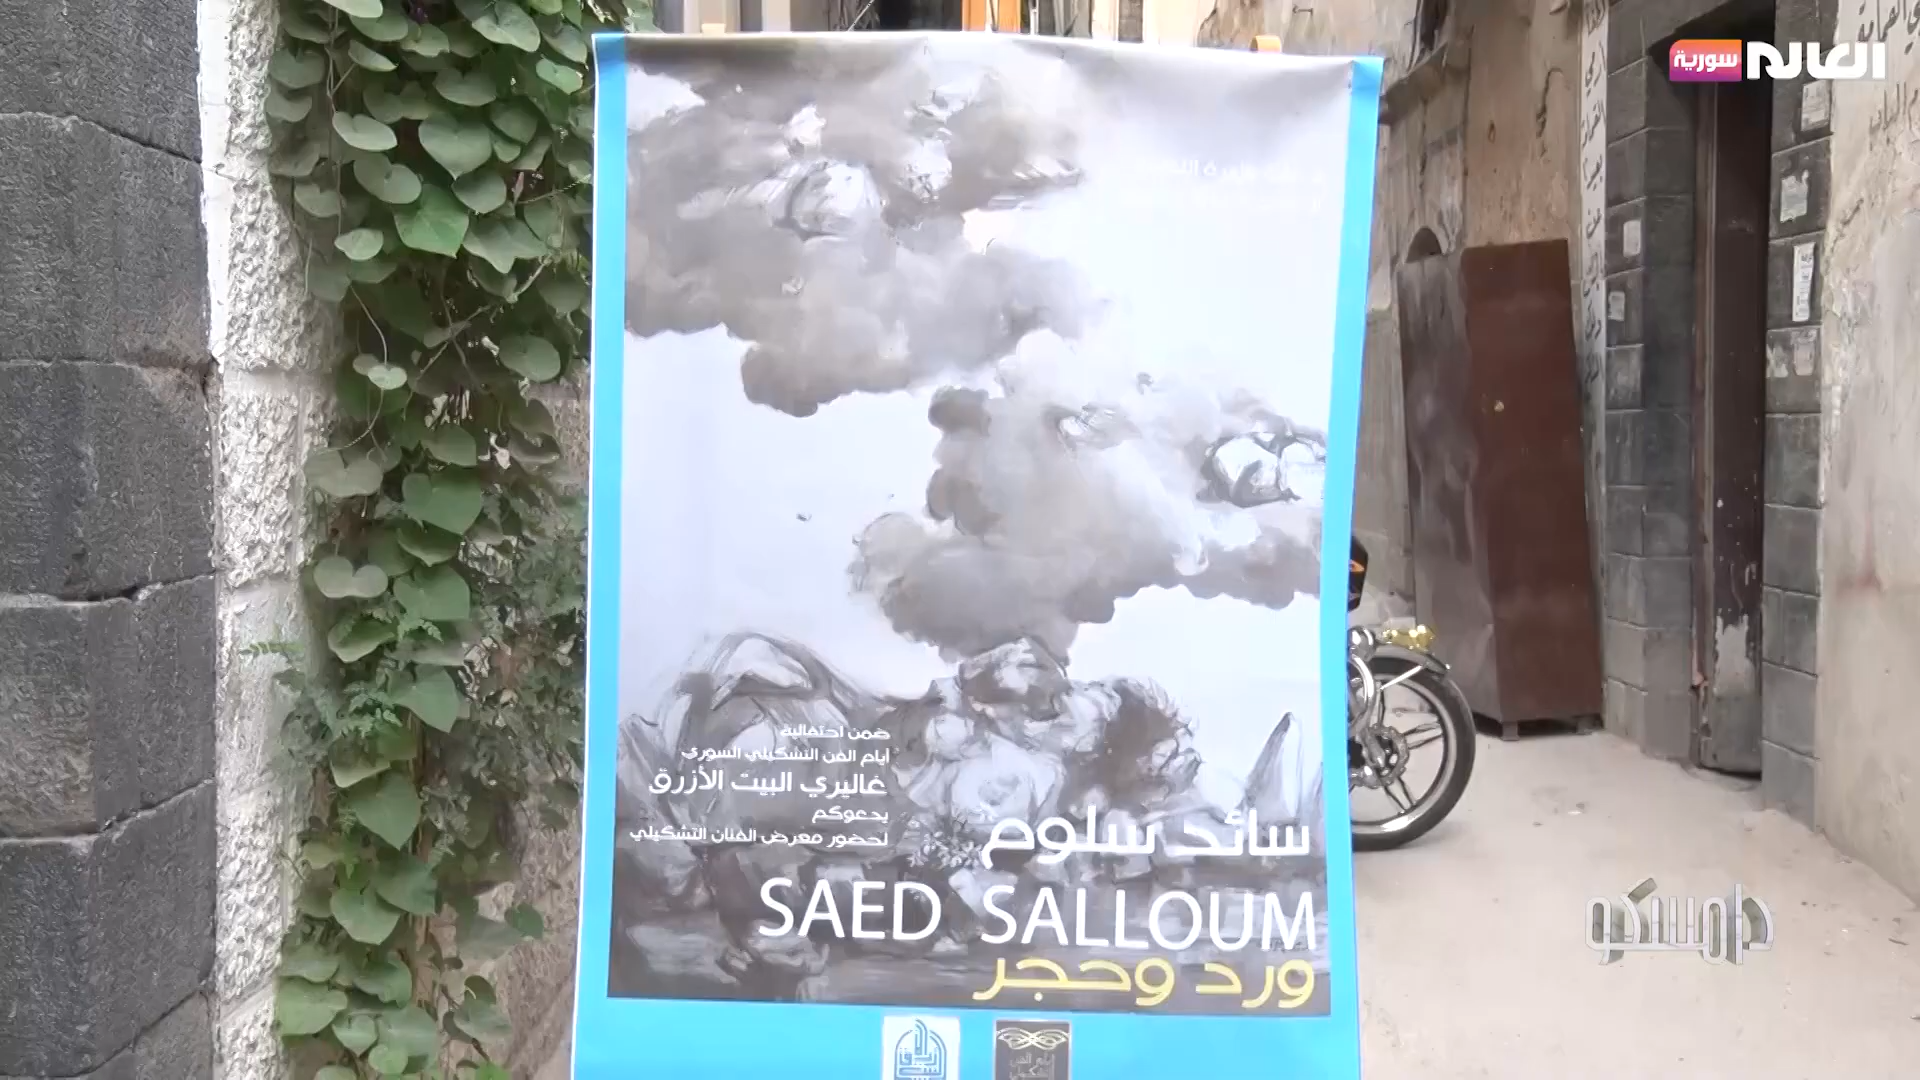 العالم سورية
ضمن احتفالية
أيام الفن التشكيلي السوري
غاليري البيت الأزرق
يدعوكم
لحضور معرض الفنان التشكيلي
سائد سلوم
SAED SALLOUM
ورد وحجر
دامسكو